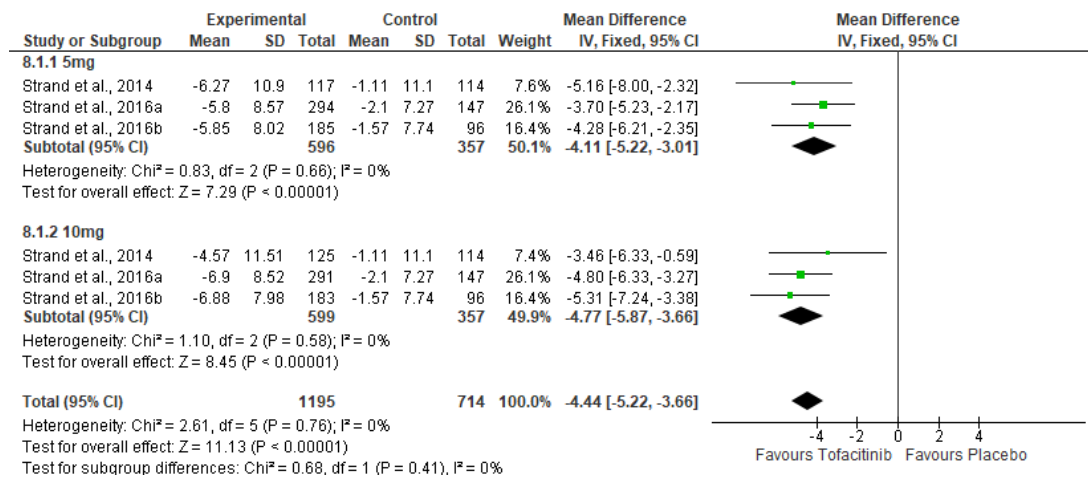 Experimental Control Mean Difference Mean Difference
Study or Subgroup Mean SD Total Mean SD Total Weight IV, Fixed, 95% CI IV, Fixed, 95% CI
8.1.1 5mg
Strand et al., 2014 -6.27 10.9 117 -1.11 11.1 114 7.6% -5.16 [-8.00, -2.32]
Strand et al., 2016a -5.8 8.57 294 -2.1 7.27 147 26.1% -3.70 [-5.23, -2.17]
Strand et al., 2016b -5.85 8.02 185 -1.57 7.74 96 16.4% -4.28 [-6.21, -2.35]
Subtotal (95% CI) 596 357 50.1% -4.11 [-5.22, -3.01]
Heterogeneity: Chi² = 0.83, df = 2 (P = 0.66); I² = 0%
Test for overall effect: Z = 7.29 (P < 0.00001)
8.1.2 10mg
Strand et al., 2014 -4.57 11.51 125 -1.11 11.1 114 7.4% -3.46 [-6.33, -0.59]
Strand et al., 2016a -6.9 8.52 291 -2.1 7.27 147 26.1% -4.80 [-6.33, -3.27]
Strand et al., 2016b -6.88 7.98 183 -1.57 7.74 96 16.4% -5.31 [-7.24, -3.38]
Subtotal (95% CI) 599 357 49.9% -4.77 [-5.87, -3.66]
Heterogeneity: Chi² = 1.10, df = 2 (P = 0.58); I² = 0%
Test for overall effect: Z = 8.45 (P < 0.00001)
Total (95% CI) 1195 714 100.0% -4.44 [-5.22, -3.66]
Heterogeneity: Chi² = 2.61, df = 5 (P = 0.76); I² = 0%
Test for overall effect: Z = 11.13 (P < 0.00001)
Test for subgroup differences: Chi² = 0.68, df = 1 (P = 0.41), I² = 0%
-4 -2 0 2 4
Favours Tofacitinib Favours Placebo